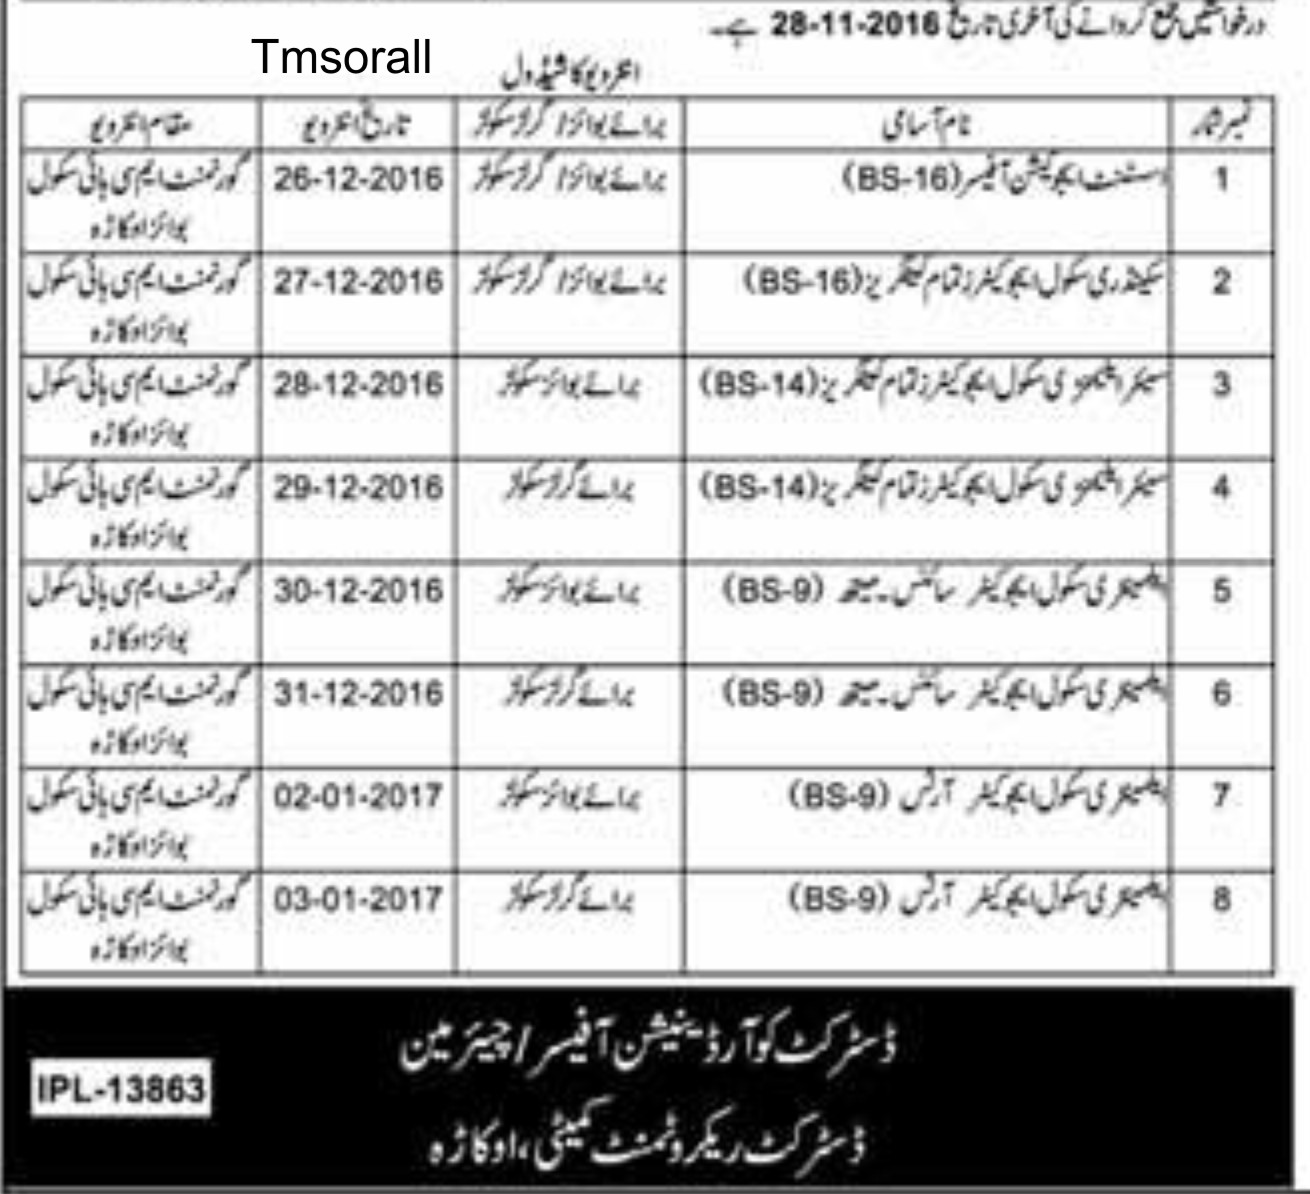 درخواستیں جمع کروانے کی آخری تاریخ 28-11-2016 ہے۔
Tmsorall
انٹرویو کا شیڈول
نمبر شمار نام آسامی برائے بوائز/ گرلز سکولز تاریخ انٹرویو مقام انٹرویو
1 اسسٹنٹ ایجوکیشن آفیسر (BS-16) برائے بوائز/ گرلز سکولز 26-12-2016 گورنمنٹ ایم سی ہائی سکول
بوائز اوکاڑہ
2 سکینڈری سکول ایجوکیٹرز تمام کیٹگریز (BS-16) برائے بوائز/ گرلز سکولز 27-12-2016 گورنمنٹ ایم سی ہائی سکول
بوائز اوکاڑہ
3 سینئر ایلیمنٹری سکول ایجوکیٹرز تمام کیٹگریز (BS-14) برائے بوائز سکولز 28-12-2016 گورنمنٹ ایم سی ہائی سکول
بوائز اوکاڑہ
4 سینئر ایلیمنٹری سکول ایجوکیٹرز تمام کیٹگریز (BS-14) برائے گرلز سکولز 29-12-2016 گورنمنٹ ایم سی ہائی سکول
بوائز اوکاڑہ
5 ایلیمنٹری سکول ایجوکیٹر سائنس۔میتھ (BS-9) برائے بوائز سکولز 30-12-2016 گورنمنٹ ایم سی ہائی سکول
بوائز اوکاڑہ
6 ایلیمنٹری سکول ایجوکیٹر سائنس۔میتھ (BS-9) برائے گرلز سکولز 31-12-2016 گورنمنٹ ایم سی ہائی سکول
بوائز اوکاڑہ
7 ایلیمنٹری سکول ایجوکیٹر آرٹس (BS-9) برائے بوائز سکولز 02-01-2017 گورنمنٹ ایم سی ہائی سکول
بوائز اوکاڑہ
8 ایلیمنٹری سکول ایجوکیٹر آرٹس (BS-9) برائے گرلز سکولز 03-01-2017 گورنمنٹ ایم سی ہائی سکول
بوائز اوکاڑہ
ڈسٹرکٹ کوآرڈینیشن آفیسر/چیئرمین
IPL-13863
ڈسٹرکٹ ریکروٹمنٹ کمیٹی، اوکاڑہ